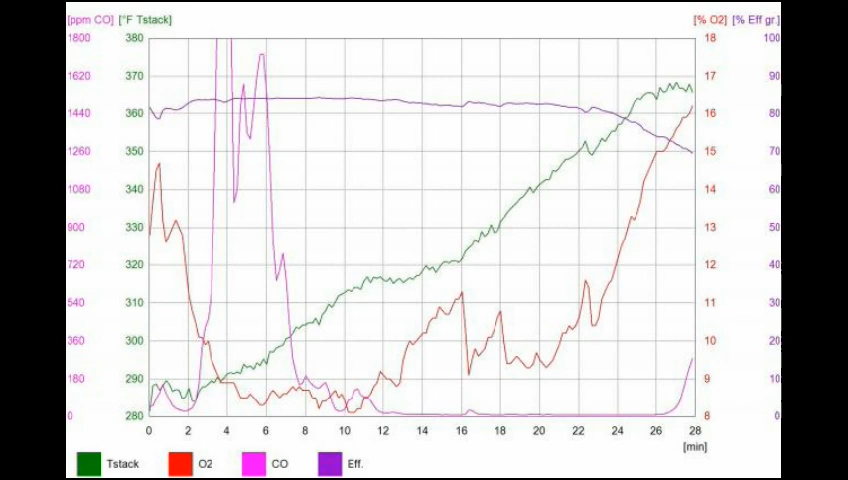 [ppm CO] [°F Tstack] [% O2] [% Eff gr.]
1800 380 18 100
1620 370 17 90
1440 360 16 80
1260 350 15 70
1080 340 14 60
900 330 13 50
720 320 12 40
540 310 11 30
360 300 10 20
180 290 9 10
0 280 8 0
0 2 4 6 8 10 12 14 16 18 20 22 24 26 28
[min]
Tstack O2 CO Eff.